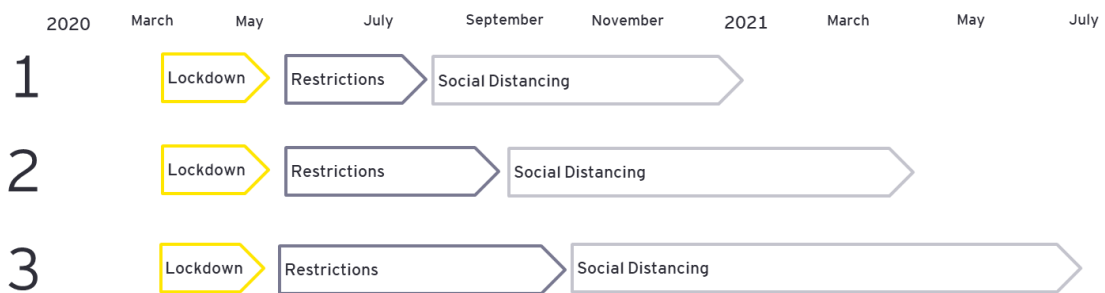 2020 March May July September November 2021 March May July
1 Lockdown Restrictions Social Distancing
2 Lockdown Restrictions Social Distancing
3 Lockdown Restrictions Social Distancing